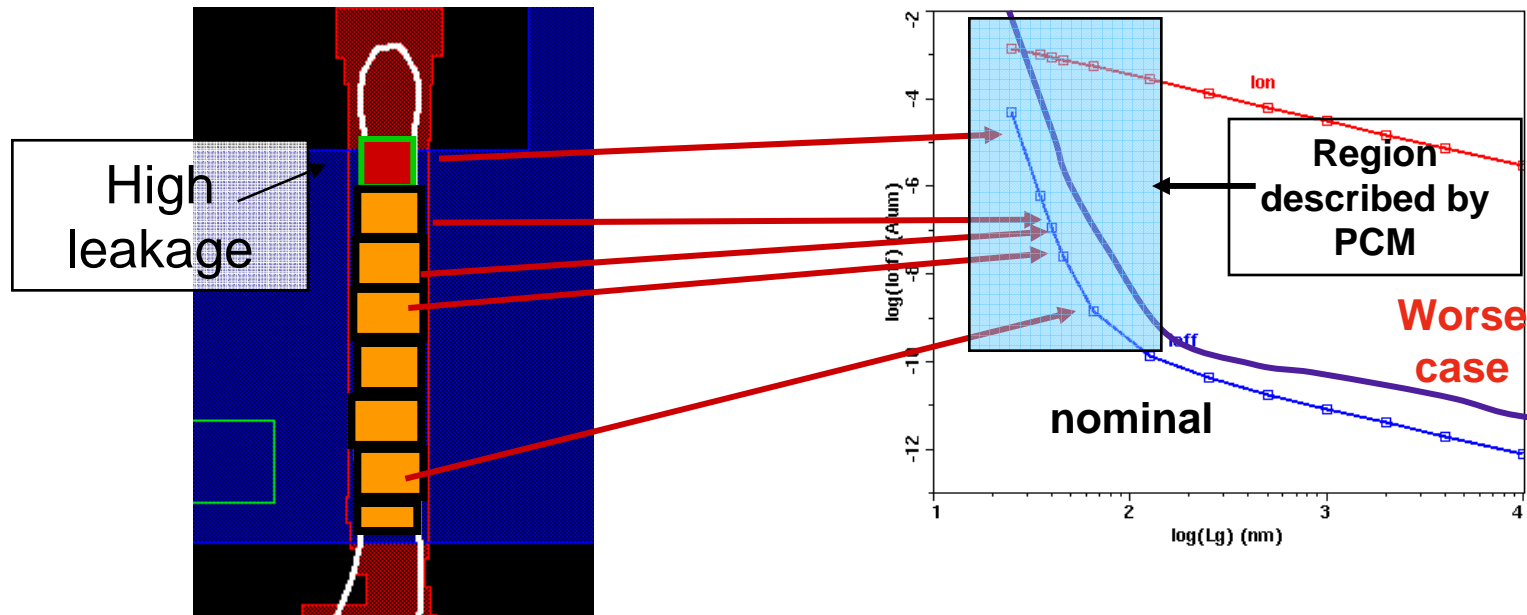 High
leakage
-2
-4
-6
-8
-10
-12
log(Ioff) (A/um)
Ion
Region
described by
PCM
Ioff
Worse
case
nominal
1
2
3
4
log(Lg) (nm)